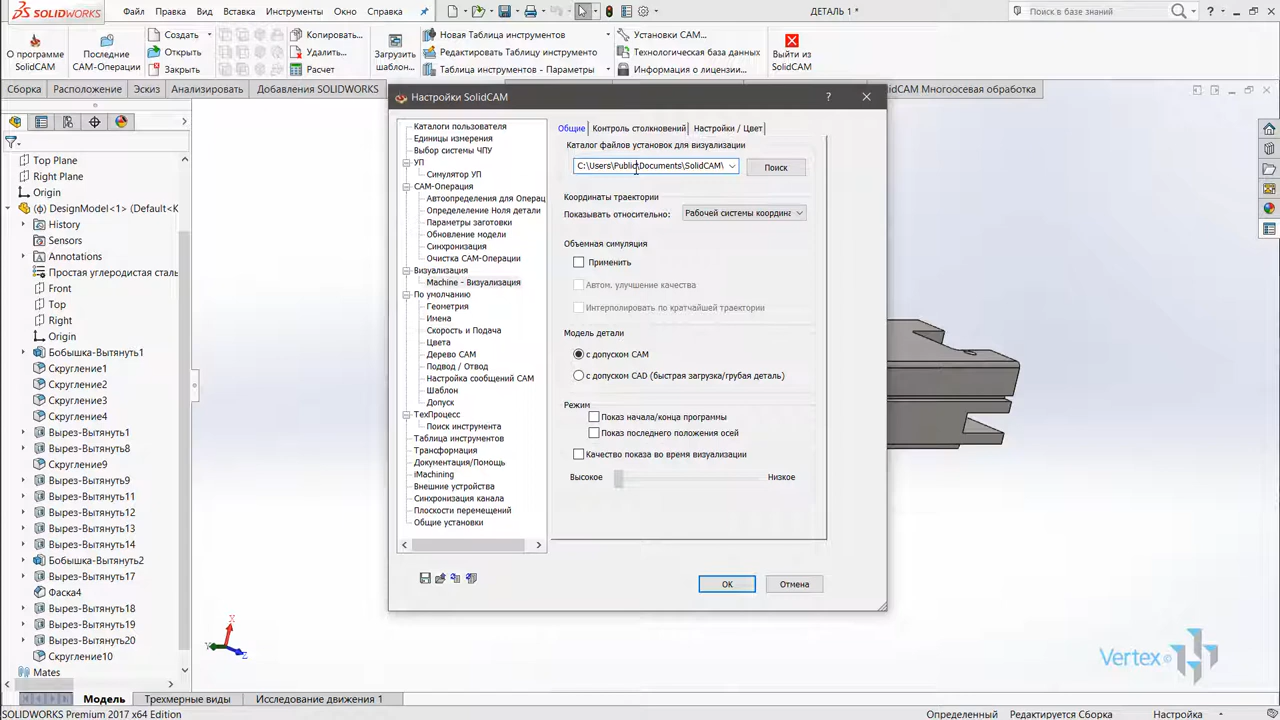 SOLIDWORKS Файл Правка Вид Вставка Инструменты Окно Справка ДЕТАЛЬ 1 * Поиск в базе знаний
О программе SolidCAM
Последние CAM-Операции
Создать
Открыть
Закрыть
Копировать...
Удалить...
Расчет
Загрузить шаблон...
Новая Таблица инструментов
Редактировать Таблицу инструменто
Таблица инструментов - Параметры
Установки CAM...
Технологическая база данных
Информация о лицензии...
Выйти из SolidCAM
Сборка Расположение Эскиз Анализировать Добавления SOLIDWORKS
SolidCAM Многоосевая обработка
Top Plane
Right Plane
Origin
(ф) DesignModel<1> (Default<K
History
Sensors
Annotations
Простая углеродистая сталь
Front
Top
Right
Origin
Бобышка-Вытянуть1
Скругление1
Скругление2
Скругление3
Скругление4
Вырез-Вытянуть1
Вырез-Вытянуть8
Скругление9
Вырез-Вытянуть9
Вырез-Вытянуть11
Вырез-Вытянуть12
Вырез-Вытянуть13
Вырез-Вытянуть14
Бобышка-Вытянуть2
Вырез-Вытянуть17
Фаска4
Вырез-Вытянуть18
Вырез-Вытянуть19
Вырез-Вытянуть20
Скругление10
Mates
Настройки SolidCAM
Каталоги пользователя
Единицы измерения
Выбор системы ЧПУ
УП
Симулятор УП
CAM-Операция
Автоопределения для Операц
Определеление Ноля детали
Параметры заготовки
Обновление модели
Синхронизация
Очистка CAM-Операции
Визуализация
Machine - Визуализация
По умолчанию
Геометрия
Имена
Скорость и Подача
Цвета
Дерево CAM
Подвод / Отвод
Настройка сообщений CAM
Шаблон
Допуск
ТехПроцесс
Поиск инструмента
Таблица инструментов
Трансформация
Документация/Помощь
iMachining
Внешние устройства
Синхронизация канала
Плоскости перемещений
Общие установки
Общие Контроль столкновений Настройки / Цвет
Каталог файлов установок для визуализации
C:\Users\Public\Documents\SolidCAM\ Поиск
Координаты траектории
Показывать относительно: Рабочей системы координа
Объемная симуляция
Применить
Автом. улучшение качества
Интерполировать по кратчайшей траектории
Модель детали
с допуском CAM
с допуском CAD (быстрая загрузка/грубая деталь)
Режим
Показ начала/конца программы
Показ последнего положения осей
Качество показа во время визуализации
Высокое Низкое
OK Отмена
X
Y
Z
Vertex
Модель Трехмерные виды Исследование движения 1
SOLIDWORKS Premium 2017 x64 Edition Определенный Редактируется Сборка Настройка